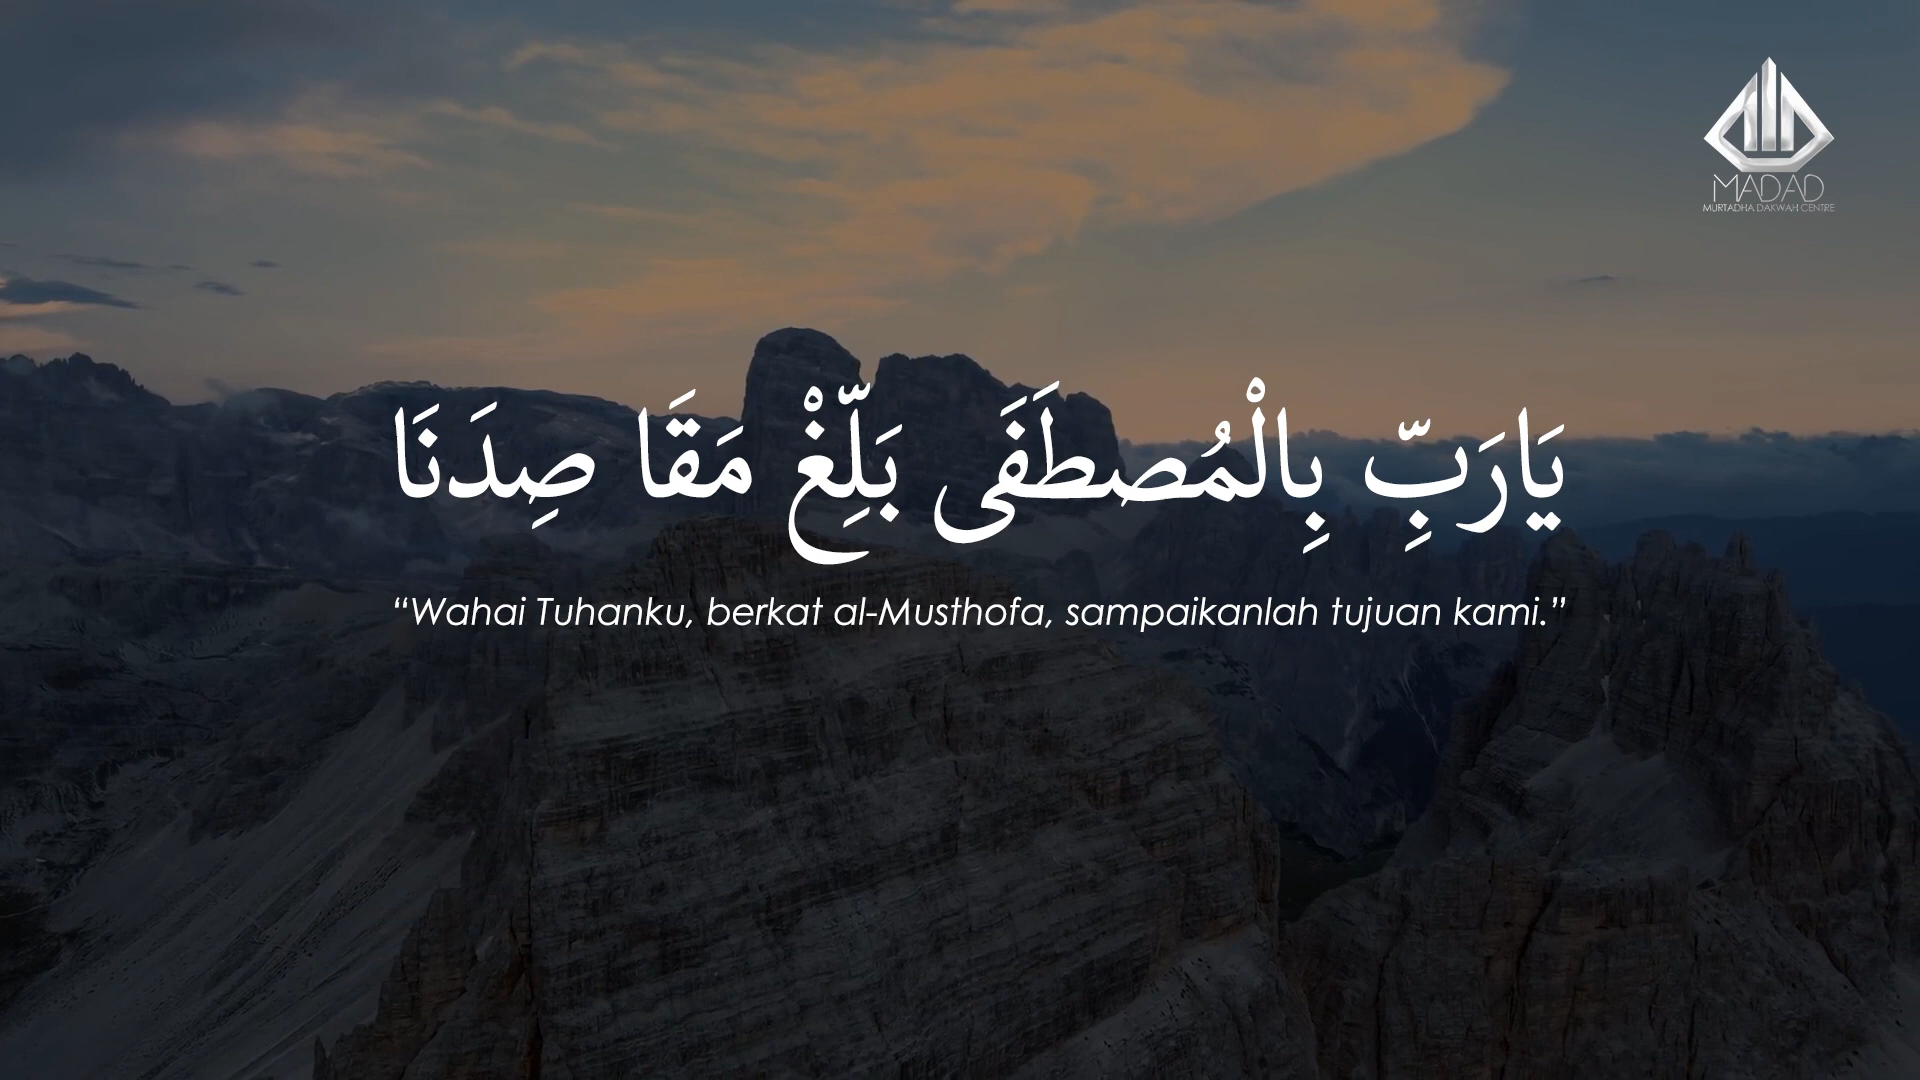 MADAD
MURTADHA DAKWAH CENTRE
يَارَبِّ بِالْمُصطَفَى بَلِّغْ مَقَا صِدَنَا
“Wahai Tuhanku, berkat al-Musthofa, sampaikanlah tujuan kami.”